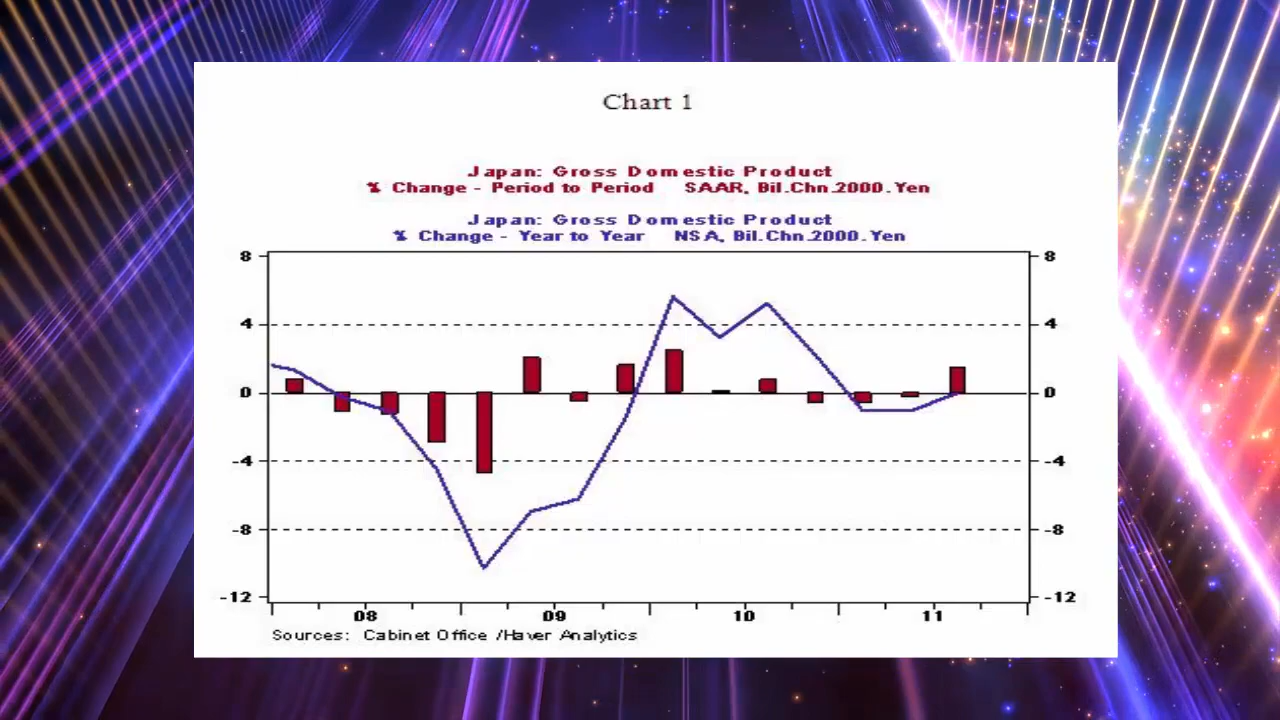 Chart 1
Japan: Gross Domestic Product
% Change - Period to Period SAAR, Bil.Chn.2000.Yen
Japan: Gross Domestic Product
% Change - Year to Year NSA, Bil.Chn.2000.Yen
8 8
4 4
0 0
-4 -4
-8 -8
-12 -12
08 09 10 11
Sources: Cabinet Office /Haver Analytics